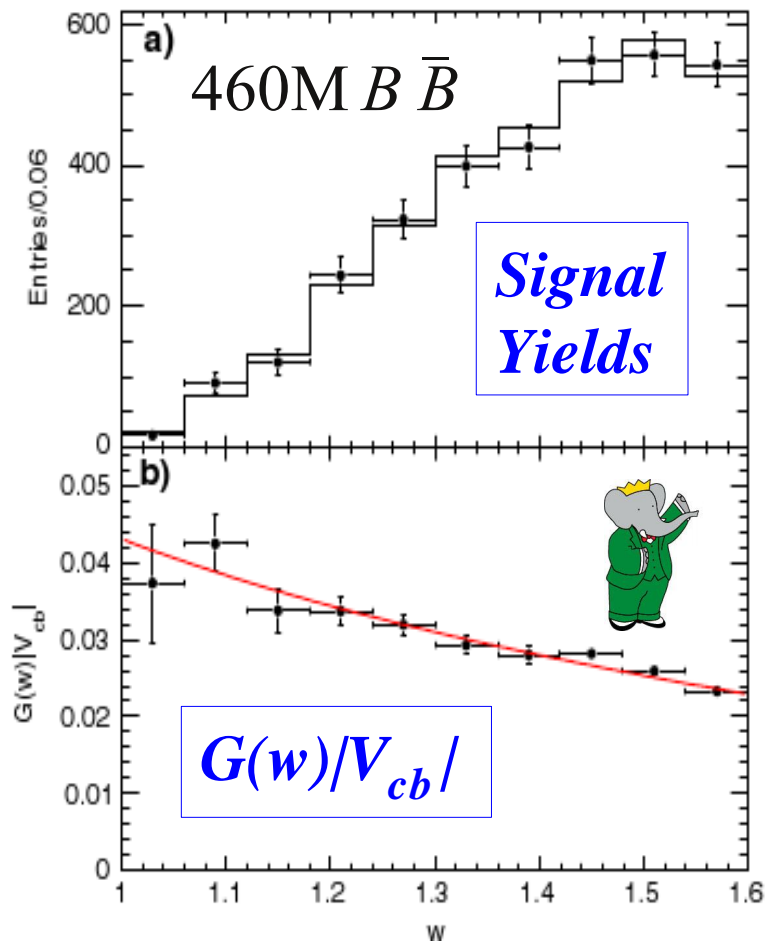 600
400
200
0
Entries/0.06
a)
460M B B̅
Signal
Yields
0.05
0.04
0.03
0.02
0.01
0
G(w)|V_cb|
b)
G(w)|V_cb|
1 1.1 1.2 1.3 1.4 1.5 1.6
w